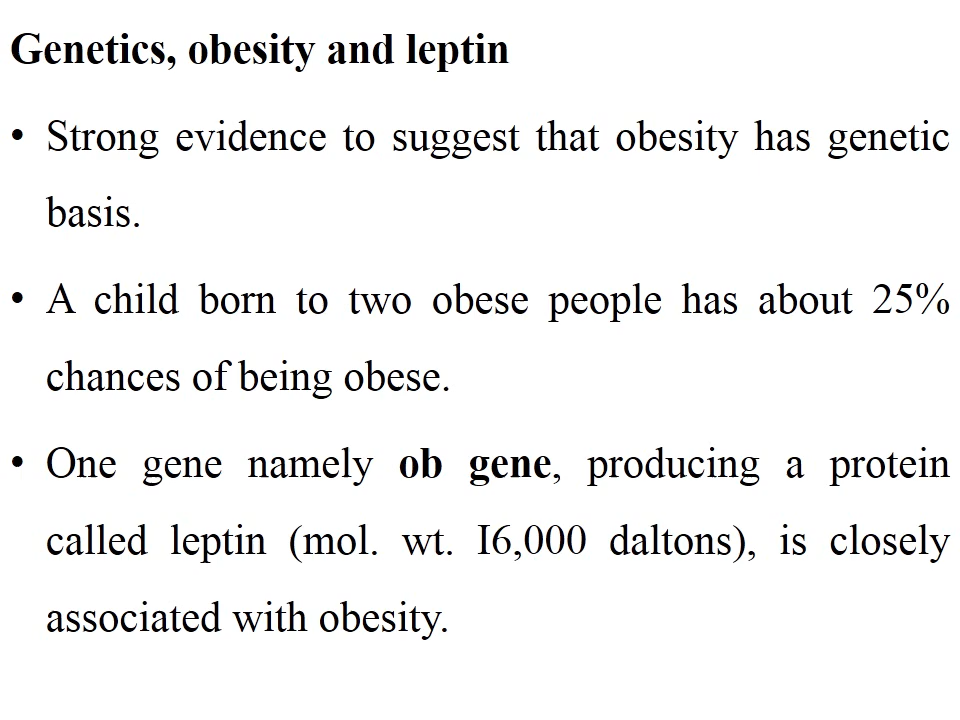 Genetics, obesity and leptin
• Strong evidence to suggest that obesity has genetic
basis.
• A child born to two obese people has about 25%
chances of being obese.
• One gene namely ob gene, producing a protein
called leptin (mol. wt. I6,000 daltons), is closely
associated with obesity.